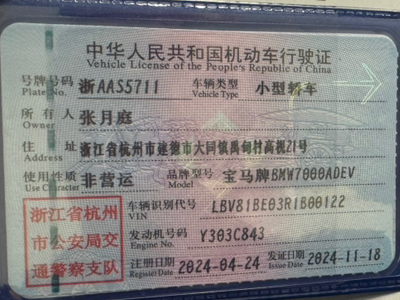 中华人民共和国机动车行驶证
Vehicle License of the People's Republic of China
号牌号码 浙AAS5711 车辆类型 小型轿车
Plate No. Vehicle Type
所有人 张月庭
Owner
住址 浙江省杭州市建德市大同镇禹甸村高枧21号
Address
使用性质 非营运 品牌型号 宝马牌BMW7000ADEV
Use Character Model
车辆识别代号 LBV81BE03R1B00122
VIN
发动机号码 Y303C843
Engine No.
注册日期 2024-04-24 发证日期 2024-11-18
Register Date Issue Date
浙江省杭州
市公安局交
通警察支队